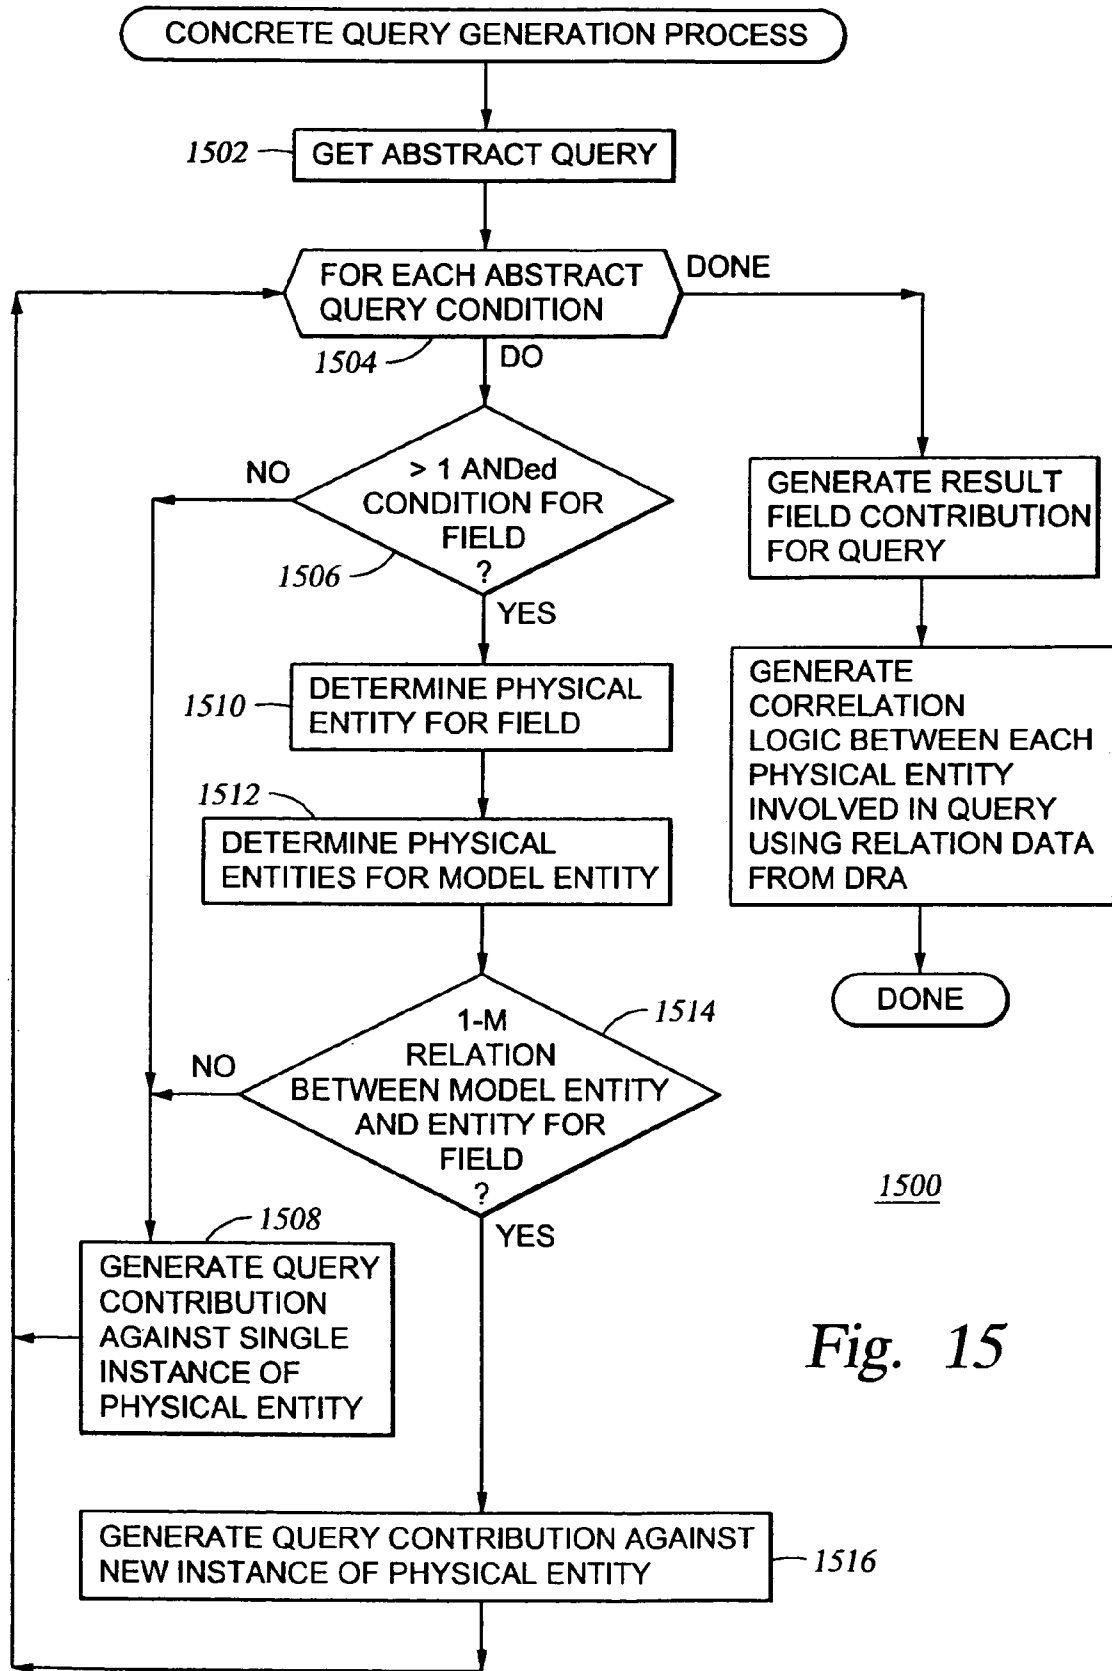 CONCRETE QUERY GENERATION PROCESS
1502
GET ABSTRACT QUERY
FOR EACH ABSTRACT
QUERY CONDITION
DONE
1504
DO
> 1 ANDed
CONDITION FOR
FIELD
?
NO
1506
YES
GENERATE RESULT
FIELD CONTRIBUTION
FOR QUERY
1510
DETERMINE PHYSICAL
ENTITY FOR FIELD
GENERATE
CORRELATION
LOGIC BETWEEN EACH
PHYSICAL ENTITY
INVOLVED IN QUERY
USING RELATION DATA
FROM DRA
1512
DETERMINE PHYSICAL
ENTITIES FOR MODEL ENTITY
DONE
1-M
RELATION
BETWEEN MODEL ENTITY
AND ENTITY FOR
FIELD
?
1514
NO
YES
1500
1508
GENERATE QUERY
CONTRIBUTION
AGAINST SINGLE
INSTANCE OF
PHYSICAL ENTITY
Fig. 15
GENERATE QUERY CONTRIBUTION AGAINST
NEW INSTANCE OF PHYSICAL ENTITY
1516